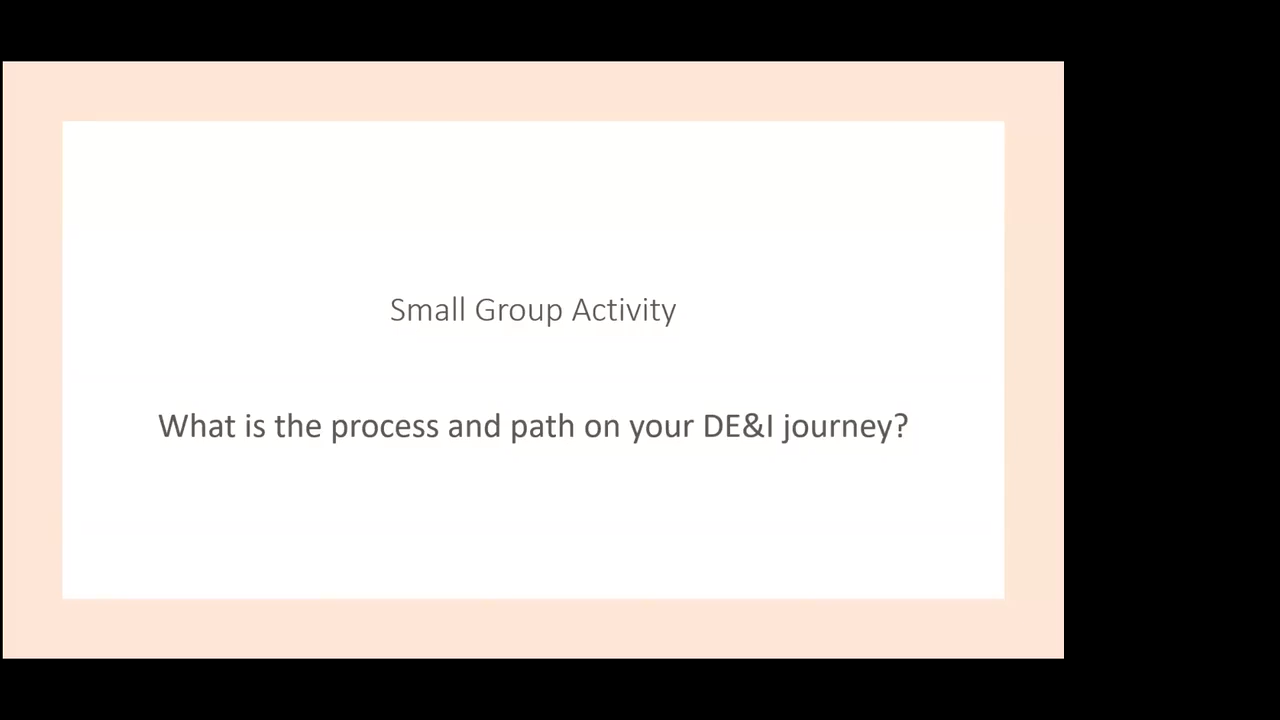 Small Group Activity
What is the process and path on your DE&I journey?